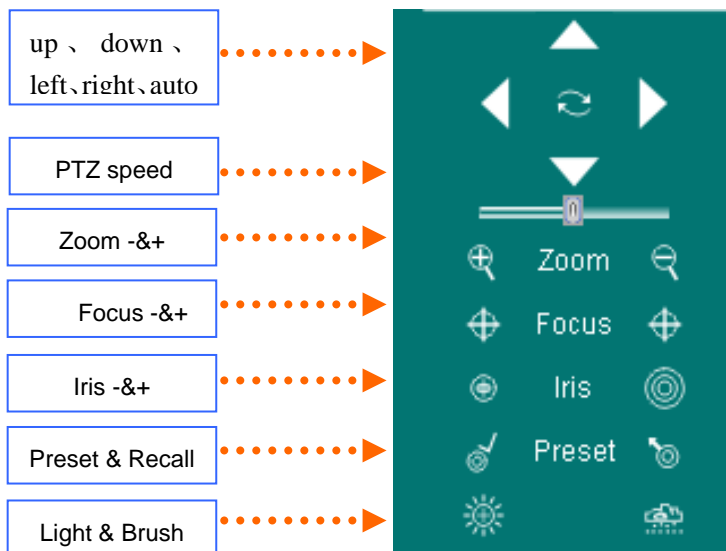 up 、 down 、
left、right、auto
PTZ speed
Zoom -&+
Focus -&+
Iris -&+
Preset & Recall
Light & Brush
Zoom
Focus
Iris
Preset